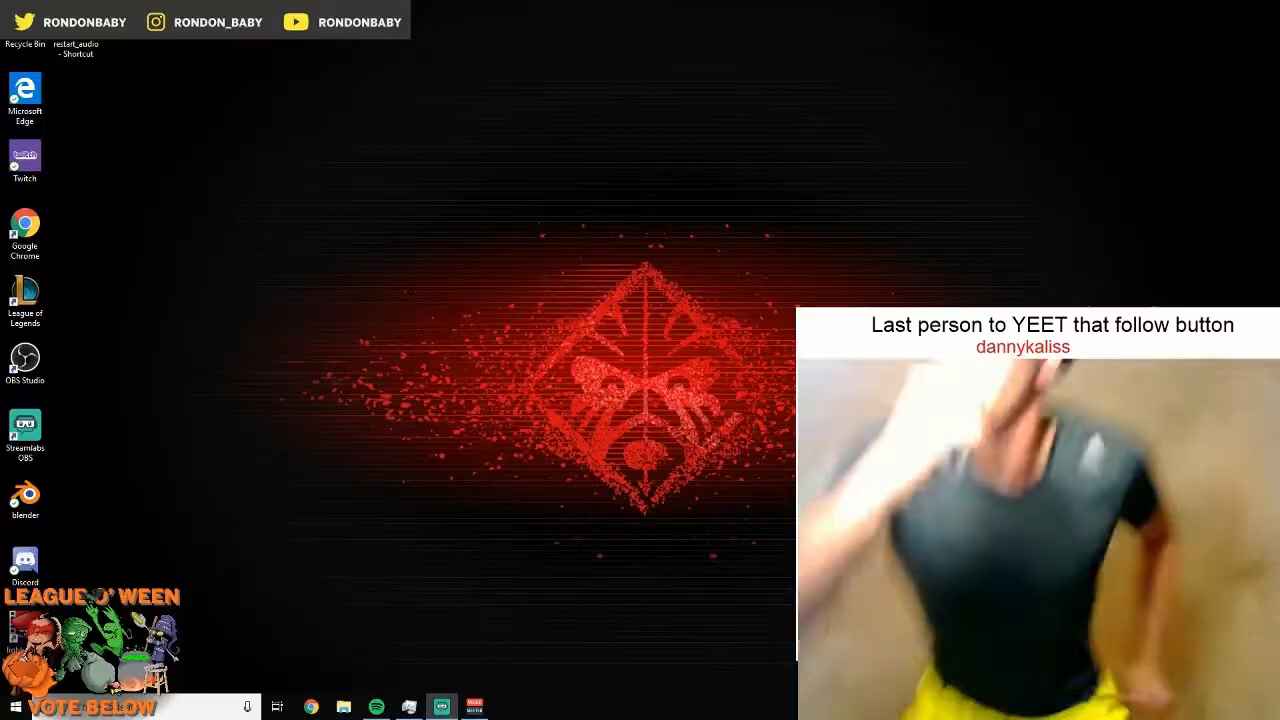 RONDONBABY
RONDON_BABY
RONDONBABY
Recycle Bin
restart_audio
- Shortcut
Microsoft
Edge
twitch
Twitch
Google
Chrome
League of
Legends
OBS Studio
Streamlabs
OBS
blender
Discord
LEAGUE O' WEEN
VOTE BELOW
Last person to YEET that follow button
dannykaliss